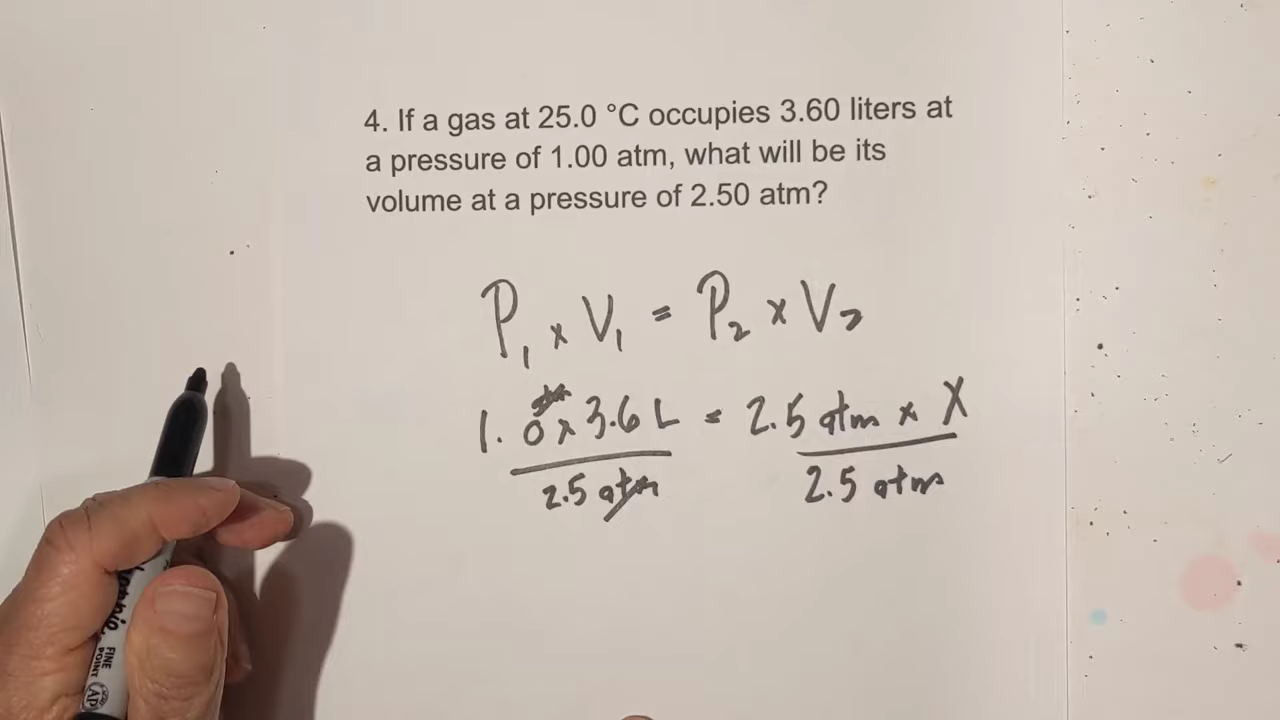 4. If a gas at 25.0 °C occupies 3.60 liters at
a pressure of 1.00 atm, what will be its
volume at a pressure of 2.50 atm?
P₁ x V₁ = P₂ x V₂
1.0 atm x 3.6 L = 2.5 atm x X
2.5 atm 2.5 atm
FINE
POINT
AP